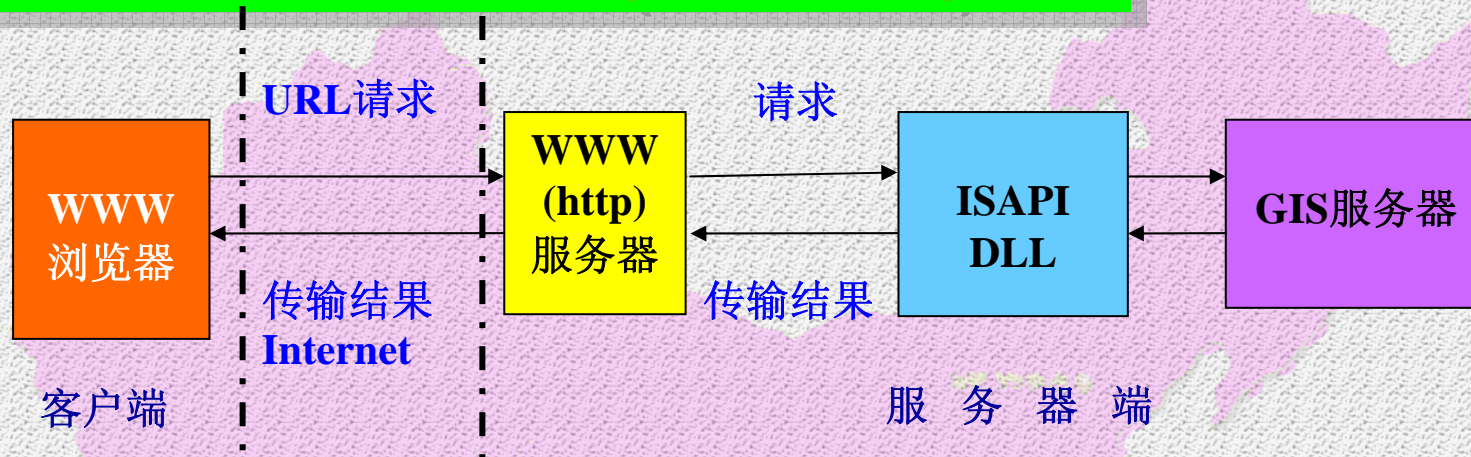 URL请求
请求
WWW
浏览器
WWW
(http)
服务器
ISAPI
DLL
GIS服务器
传输结果
Internet
传输结果
客户端
服 务 器 端